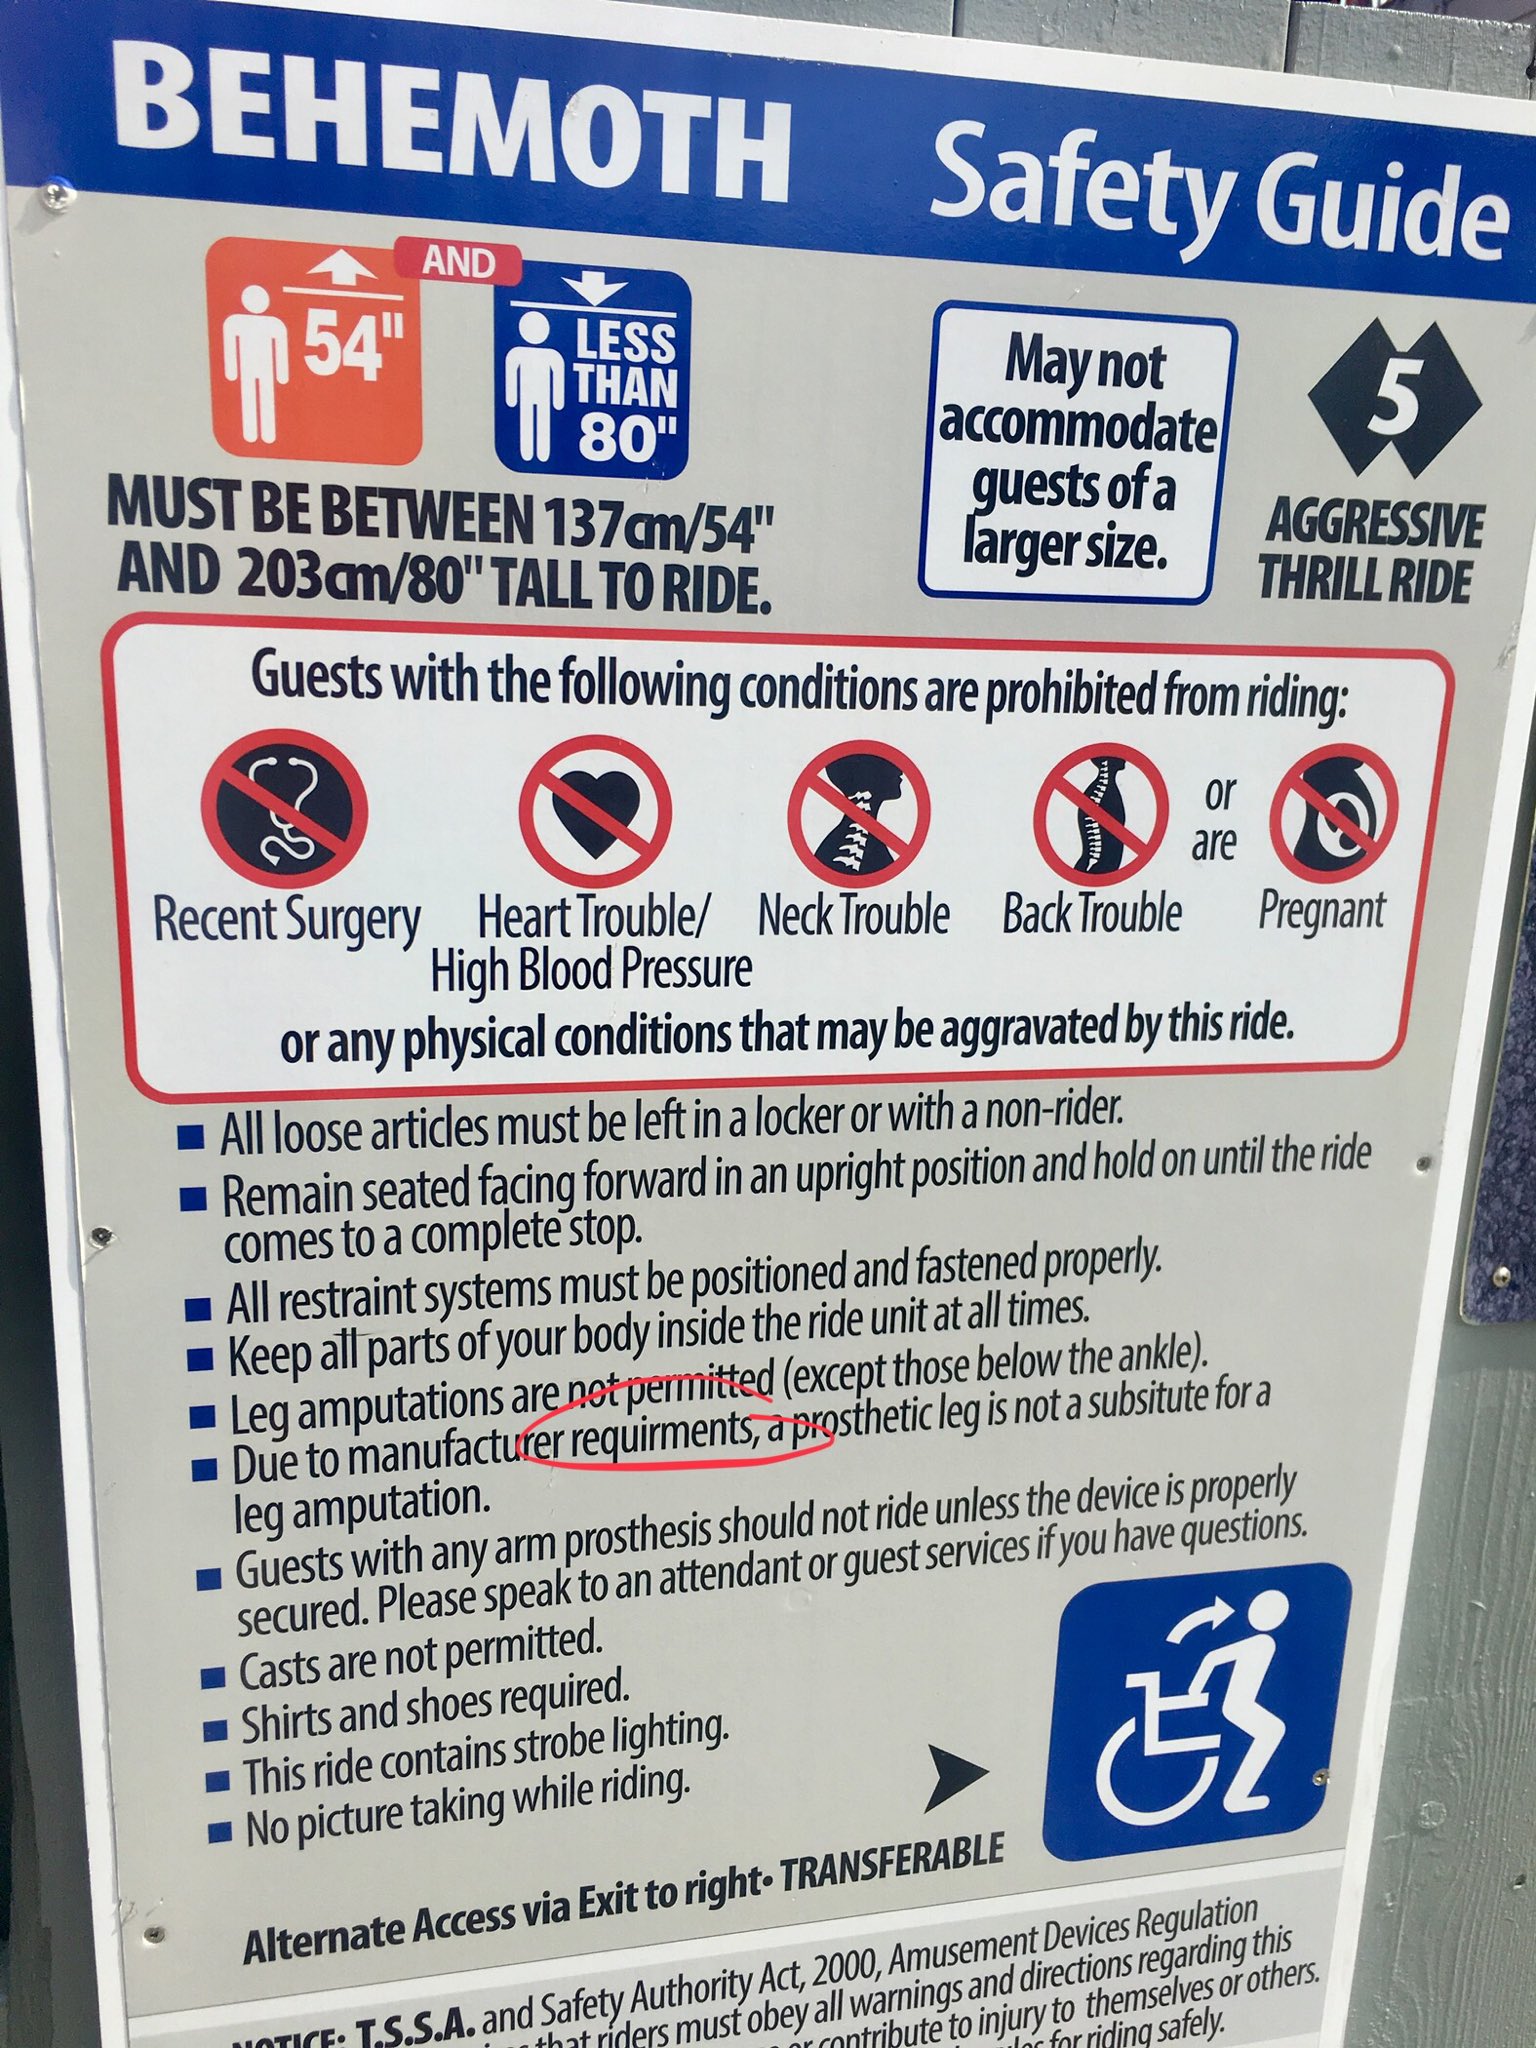 BEHEMOTH Safety Guide
54"
AND
LESS
THAN
80"
MUST BE BETWEEN 137cm/54"
AND 203cm/80" TALL TO RIDE.
May not
accommodate
guests of a
larger size.
5
AGGRESSIVE
THRILL RIDE
Guests with the following conditions are prohibited from riding:
Recent Surgery
Heart Trouble/
High Blood Pressure
Neck Trouble
Back Trouble
or
are
Pregnant
or any physical conditions that may be aggravated by this ride.
All loose articles must be left in a locker or with a non-rider.
Remain seated facing forward in an upright position and hold on until the ride
comes to a complete stop.
All restraint systems must be positioned and fastened properly.
Keep all parts of your body inside the ride unit at all times.
Leg amputations are not permitted (except those below the ankle).
Due to manufacturer requirments, a prosthetic leg is not a subsitute for a
leg amputation.
Guests with any arm prosthesis should not ride unless the device is properly
secured. Please speak to an attendant or guest services if you have questions.
Casts are not permitted.
Shirts and shoes required.
This ride contains strobe lighting.
No picture taking while riding.
Alternate Access via Exit to right• TRANSFERABLE
NOTICE: T.S.S.A. and Safety Authority Act, 2000, Amusement Devices Regulation
that riders must obey all warnings and directions regarding this
or contribute to injury to themselves or others.
for riding safely.